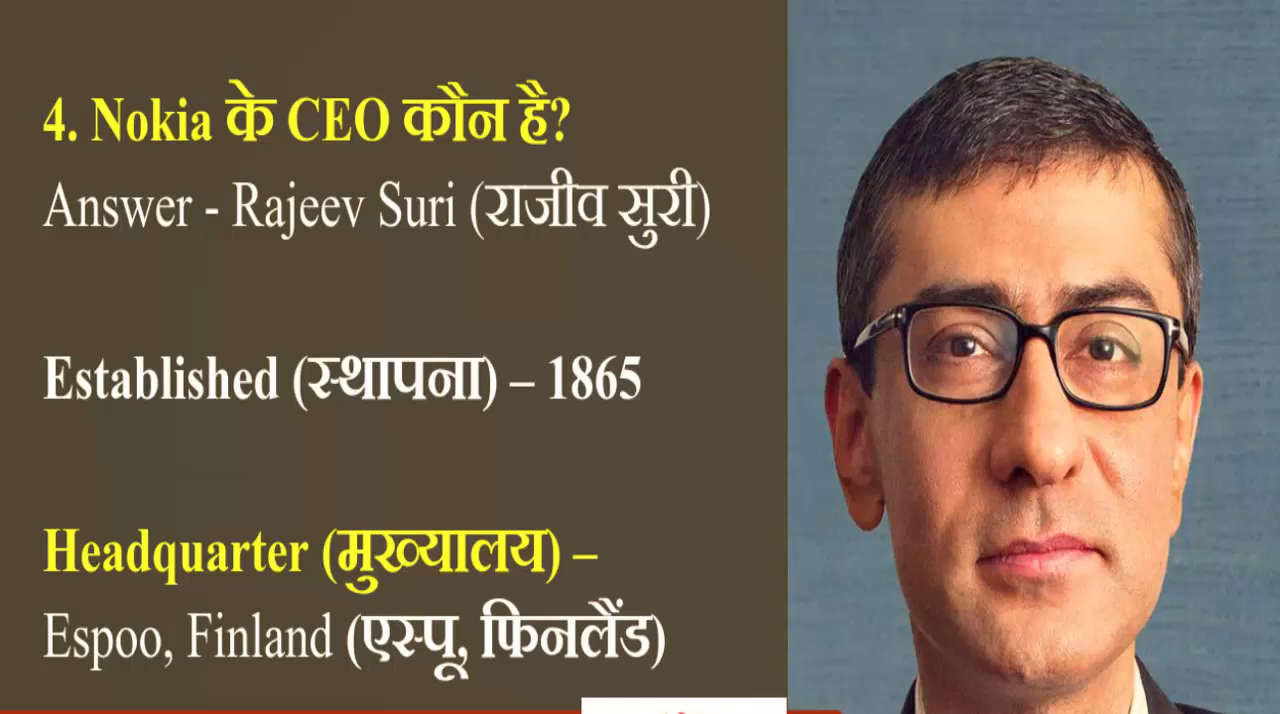 4. Nokia के CEO कौन है?
Answer - Rajeev Suri (राजीव सुरी)
Established (स्थापना) – 1865
Headquarter (मुख्यालय) –
Espoo, Finland (एस्पू, फिनलैंड)